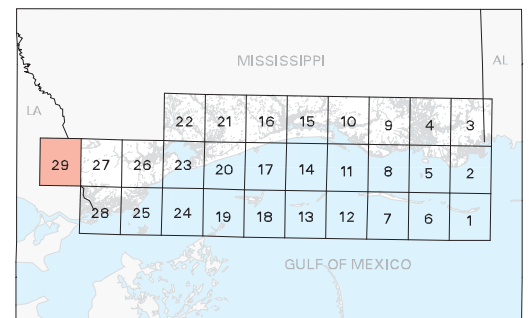 MISSISSIPPI
AL
LA
22 21 16 15 10 9 4 3
29 27 26 23 20 17 14 11 8 5 2
28 25 24 19 18 13 12 7 6 1
GULF OF MEXICO